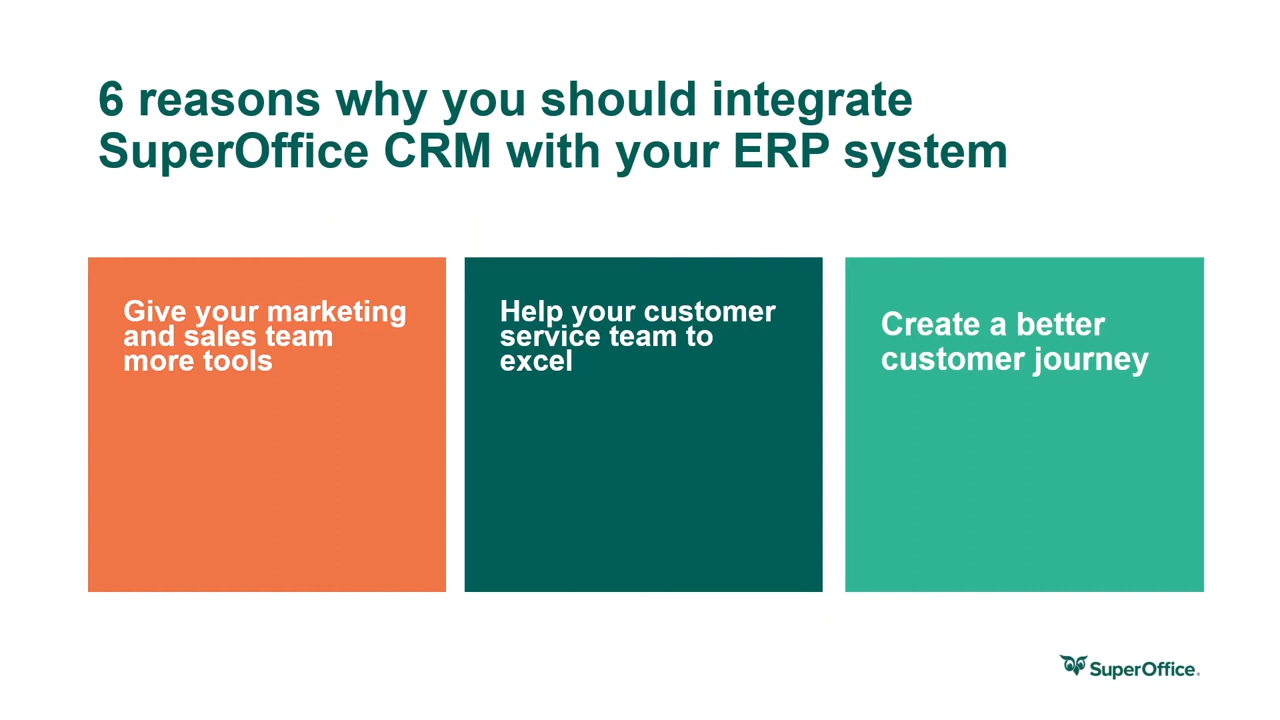 6 reasons why you should integrate
SuperOffice CRM with your ERP system
Give your marketing
and sales team
more tools
Help your customer
service team to
excel
Create a better
customer journey
SuperOffice.